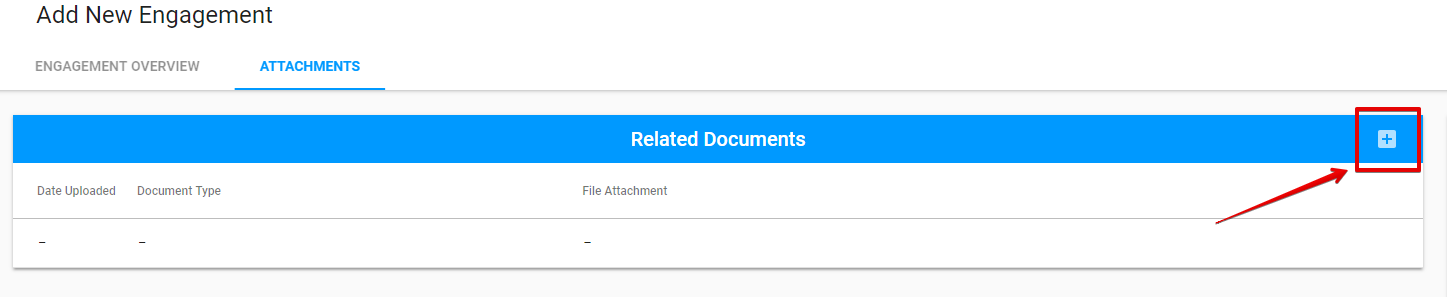 Add New Engagement
ENGAGEMENT OVERVIEW ATTACHMENTS
Related Documents
Date Uploaded Document Type File Attachment
– – –